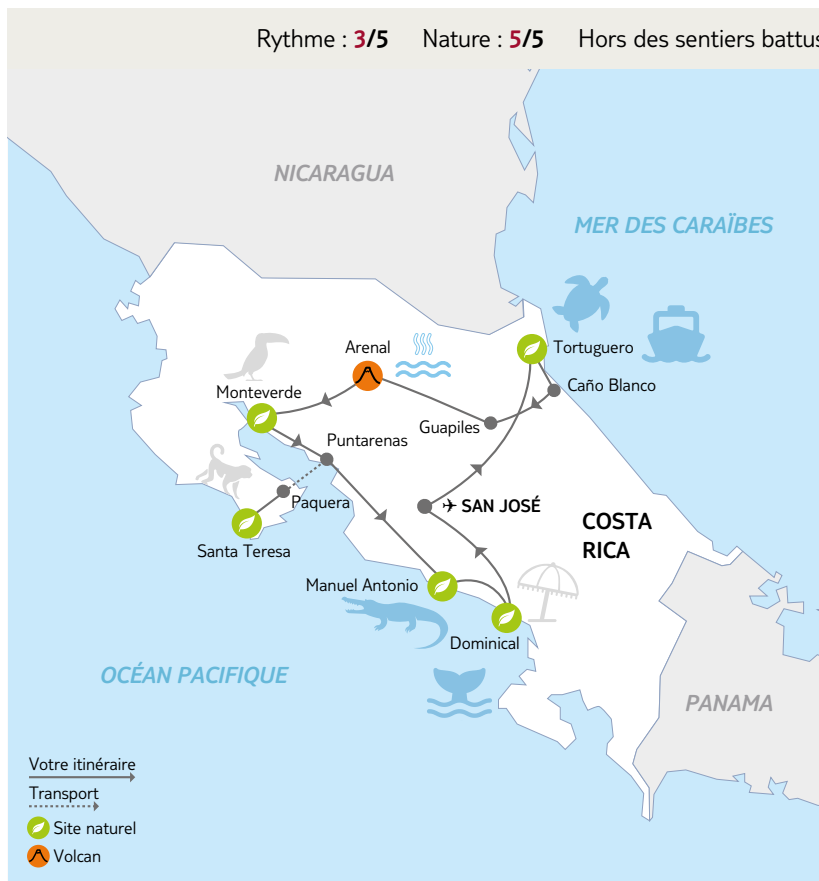 Rythme : 3/5 Nature : 5/5 Hors des sentiers battus
NICARAGUA
MER DES CARAÏBES
Arenal
Tortuguero
Monteverde
Caño Blanco
Guapiles
Puntarenas
Paquera
SAN JOSÉ
COSTA
RICA
Santa Teresa
Manuel Antonio
Dominical
OCÉAN PACIFIQUE
PANAMA
Votre itinéraire
Transport
Site naturel
Volcan